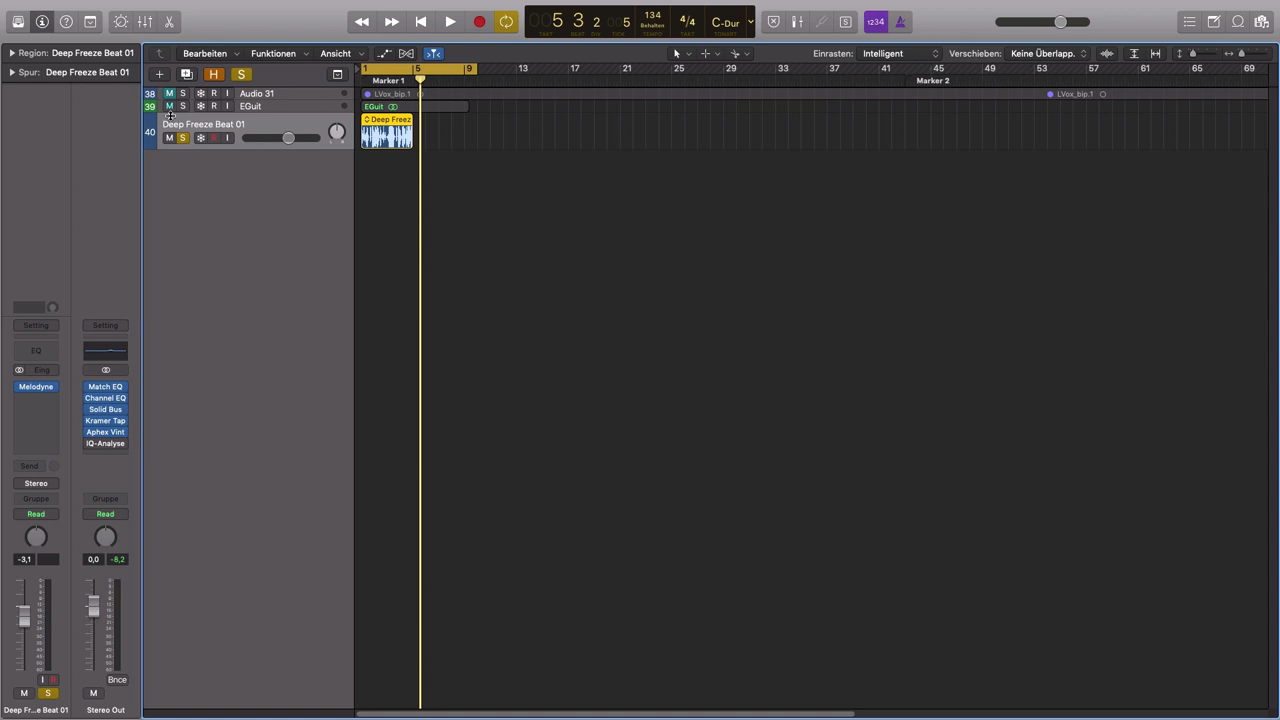 5 3 2 5
TAKT BEAT
134
Behalten
TEMPO
4/4
TAKT
C-Dur
TONART
1234
S
Region: Deep Freeze Beat 01
Bearbeiten Funktionen Ansicht
Einrasten: Intelligent
Verschieben: Keine Überlapp.
Spur: Deep Freeze Beat 01
H S
1 5 9 13 17 21 25 29 33 37 41 45 49 53 57 61 65 69
Marker 1 Marker 2
38 M S R I Audio 31
LVox_bip.1 LVox_bip.1
39 M S R I EGuit
EGuit
40
Deep Freeze Beat 01
M S R I
Deep Freez
Setting Setting
EQ
Eing
Melodyne
Match EQ
Channel EQ
Solid Bus
Kramer Tap
Aphex Vint
IQ-Analyse
Send
Stereo
Gruppe Gruppe
Read Read
-3,1 0,0 -8,2
I R Bnce
M S M
Deep Fr...e Beat 01 Stereo Out